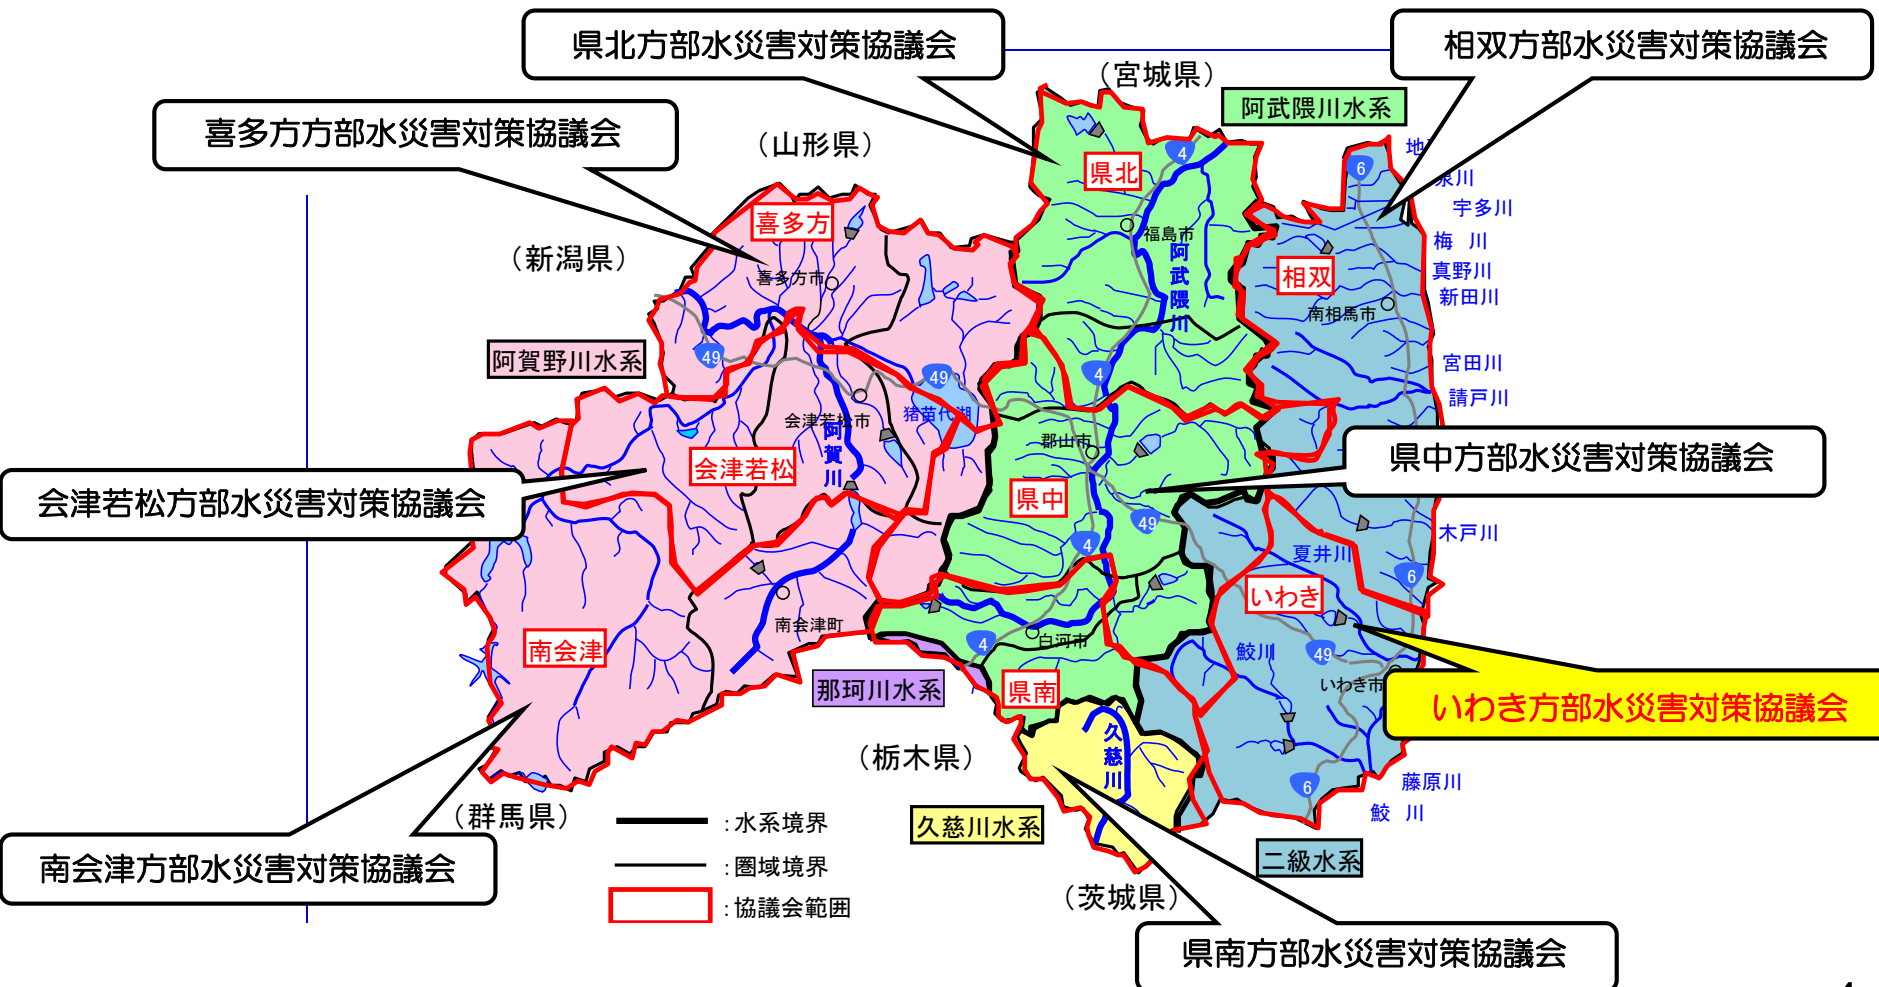 県北方部水災害対策協議会
相双方部水災害対策協議会
(宮城県)
阿武隈川水系
喜多方方部水災害対策協議会
(山形県)
地
泉川
宇多川
梅 川
真野川
新田川
宮田川
請戸川
木戸川
県北
4
6
喜多方
福島市
阿武隈川
(新潟県)
喜多方市
相双
南相馬市
阿賀野川水系
49
49
4
猪苗代湖
会津若松市
阿賀川
郡山市
会津若松
県中方部水災害対策協議会
会津若松方部水災害対策協議会
県中
49
4
夏井川
6
いわき
南会津町
白河市
4
南会津
鮫川
49
いわき市
那珂川水系
県南
いわき方部水災害対策協議会
久慈川
(栃木県)
6
藤原川
鮫 川
(群馬県)
:水系境界
久慈川水系
二級水系
:圏域境界
南会津方部水災害対策協議会
:協議会範囲
(茨城県)
県南方部水災害対策協議会